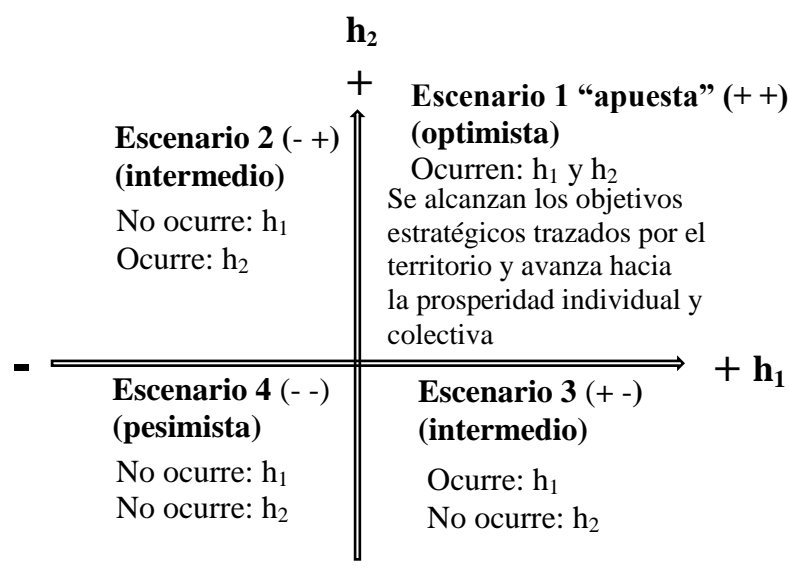 h₂
+
Escenario 1 “apuesta” (+ +)
(optimista)
Ocurren: h₁ y h₂
Se alcanzan los objetivos
estratégicos trazados por el
territorio y avanza hacia
la prosperidad individual y
colectiva
Escenario 2 (- +)
(intermedio)
No ocurre: h₁
Ocurre: h₂
-
+ h₁
Escenario 4 (- -)
(pesimista)
No ocurre: h₁
No ocurre: h₂
Escenario 3 (+ -)
(intermedio)
Ocurre: h₁
No ocurre: h₂